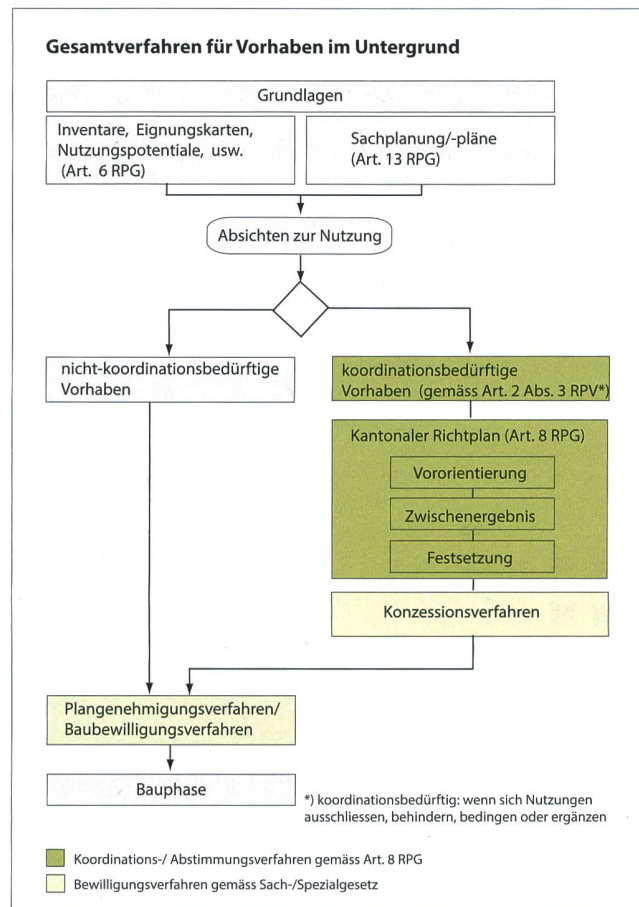 Gesamtverfahren für Vorhaben im Untergrund
Grundlagen
Inventare, Eignungskarten,
Nutzungspotentiale, usw.
(Art. 6 RPG)
Sachplanung/-pläne
(Art. 13 RPG)
Absichten zur Nutzung
nicht-koordinationsbedürftige
Vorhaben
koordinationsbedürftige
Vorhaben (gemäss Art. 2 Abs. 3 RPV*)
Kantonaler Richtplan (Art. 8 RPG)
Vororientierung
Zwischenergebnis
Festsetzung
Konzessionsverfahren
Plangenehmigungsverfahren/
Baubewilligungsverfahren
Bauphase
*) koordinationsbedürftig: wenn sich Nutzungen
ausschliessen, behindern, bedingen oder ergänzen
Koordinations-/ Abstimmungsverfahren gemäss Art. 8 RPG
Bewilligungsverfahren gemäss Sach-/Spezialgesetz